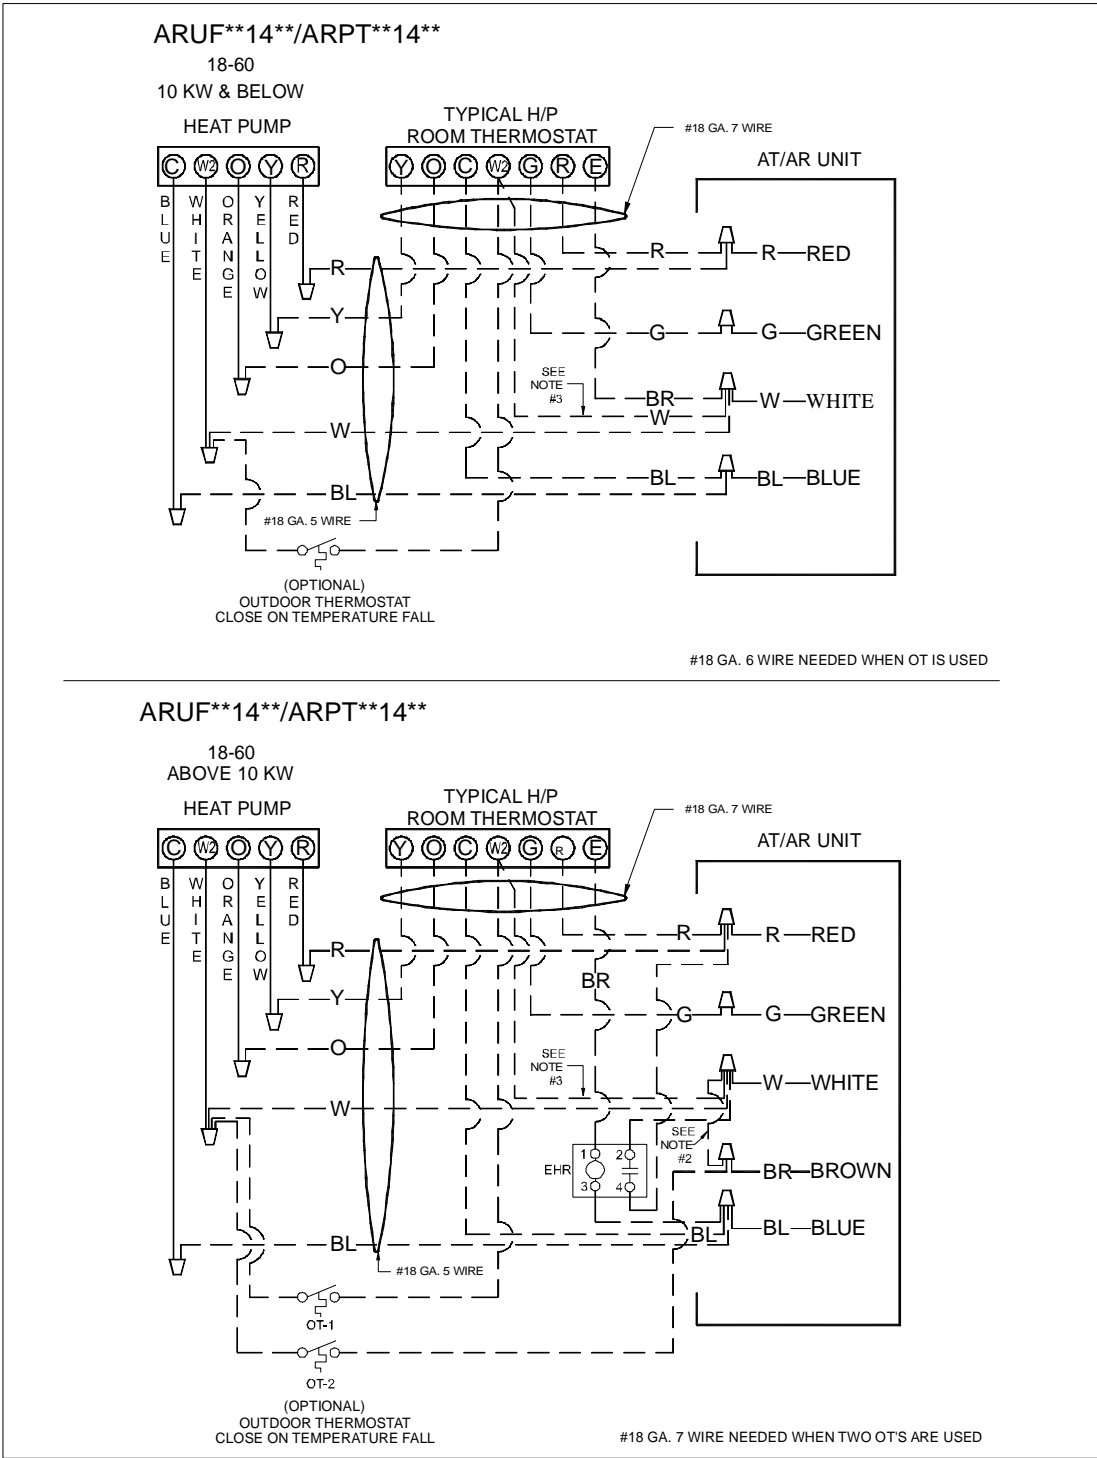 ARUF**14**/ARPT**14**
18-60
10 KW & BELOW
HEAT PUMP
TYPICAL H/P
ROOM THERMOSTAT
#18 GA. 7 WIRE
AT/AR UNIT
C W2 O Y R
Y O C W2 G R E
BLUE
WHITE
ORANGE
YELLOW
RED
R
R
R RED
Y
G
G GREEN
O
SEE
NOTE
#3
BR
W
W WHITE
W
BL
BL BLUE
BL
#18 GA. 5 WIRE
(OPTIONAL)
OUTDOOR THERMOSTAT
CLOSE ON TEMPERATURE FALL
#18 GA. 6 WIRE NEEDED WHEN OT IS USED
ARUF**14**/ARPT**14**
18-60
ABOVE 10 KW
HEAT PUMP
TYPICAL H/P
ROOM THERMOSTAT
#18 GA. 7 WIRE
AT/AR UNIT
C W2 O Y R
Y O C W2 G R E
BLUE
WHITE
ORANGE
YELLOW
RED
R
R
R RED
BR
Y
G
G GREEN
O
SEE
NOTE
#3
W WHITE
W
SEE
NOTE
#2
EHR
1 2
3 4
BR BROWN
BL
BL BLUE
BL
#18 GA. 5 WIRE
OT-1
OT-2
(OPTIONAL)
OUTDOOR THERMOSTAT
CLOSE ON TEMPERATURE FALL
#18 GA. 7 WIRE NEEDED WHEN TWO OT'S ARE USED